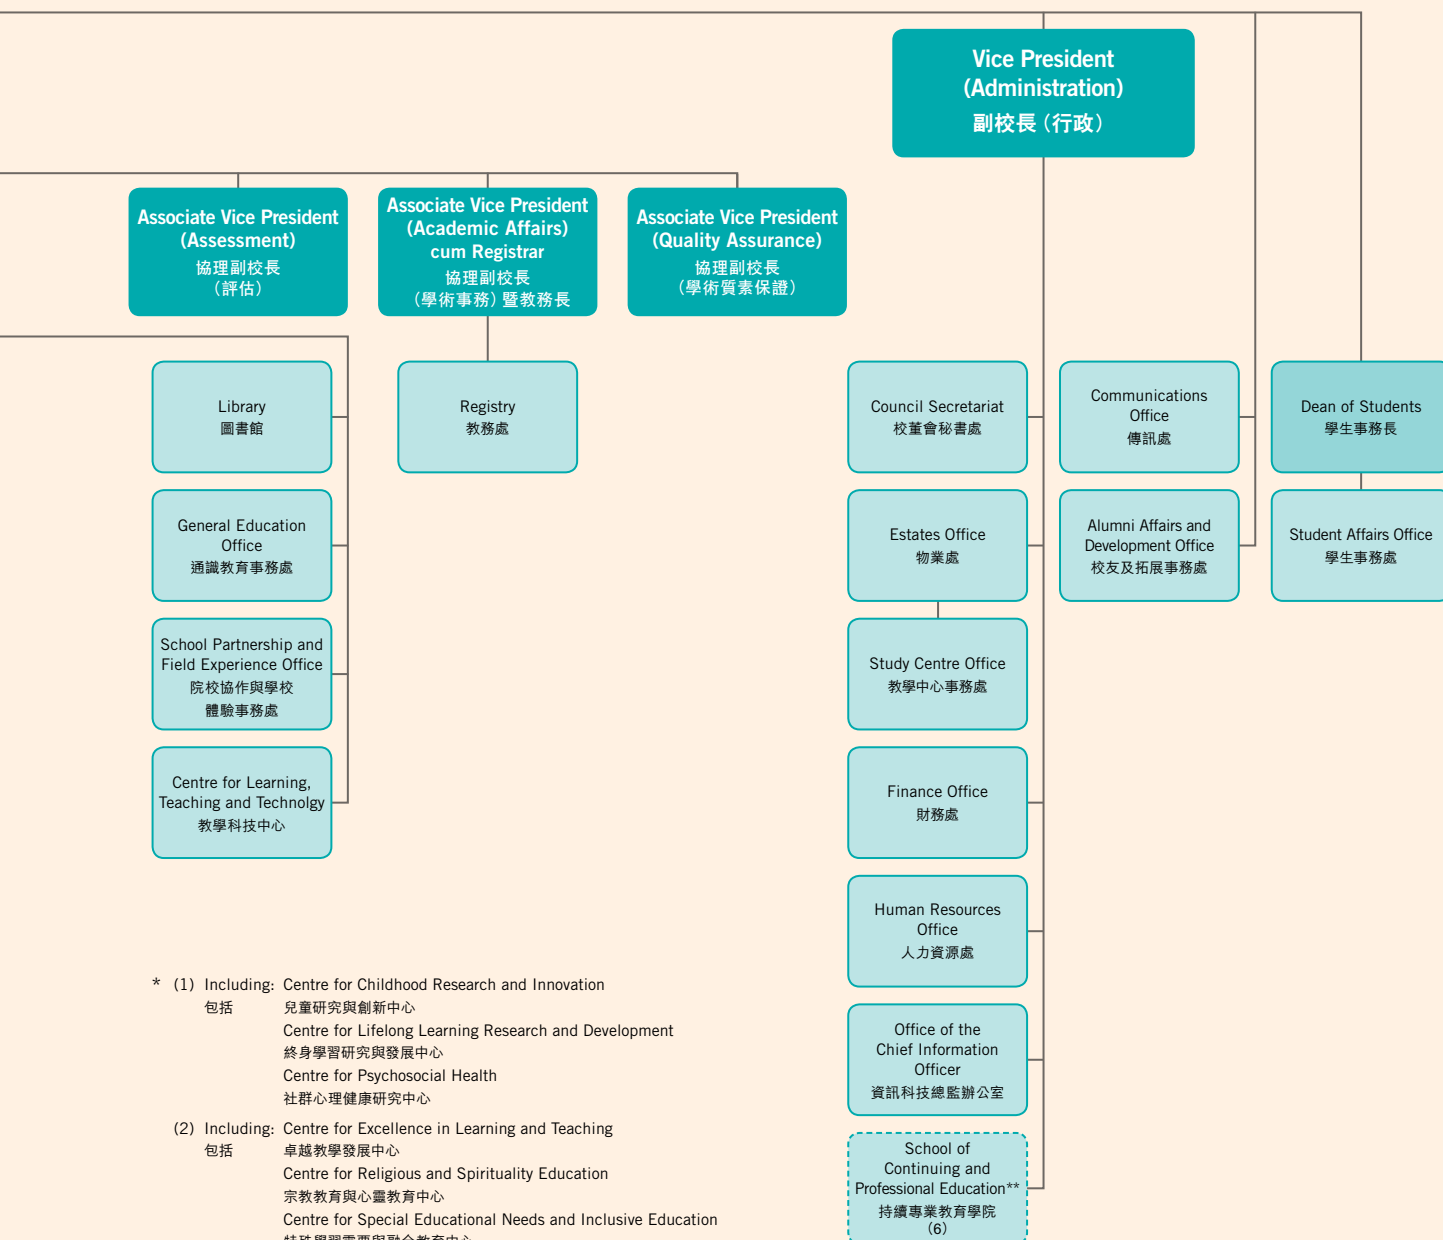 Vice President
(Administration)
副校長（行政）
Associate Vice President
(Assessment)
協理副校長
（評估）
Associate Vice President
(Academic Affairs)
cum Registrar
協理副校長
（學術事務）暨教務長
Associate Vice President
(Quality Assurance)
協理副校長
（學術質素保證）
Library
圖書館
Registry
教務處
Council Secretariat
校董會秘書處
Communications
Office
傳訊處
Dean of Students
學生事務長
General Education
Office
通識教育事務處
Estates Office
物業處
Alumni Affairs and
Development Office
校友及拓展事務處
Student Affairs Office
學生事務處
School Partnership and
Field Experience Office
院校協作與學校
體驗事務處
Study Centre Office
教學中心事務處
Centre for Learning,
Teaching and Technolgy
教學科技中心
Finance Office
財務處
Human Resources
Office
人力資源處
Office of the
Chief Information
Officer
資訊科技總監辦公室
School of
Continuing and
Professional Education**
持續專業教育學院
(6)
* (1) Including: Centre for Childhood Research and Innovation
包括 兒童研究與創新中心
Centre for Lifelong Learning Research and Development
終身學習研究與發展中心
Centre for Psychosocial Health
社群心理健康研究中心
(2) Including: Centre for Excellence in Learning and Teaching
包括 卓越教學發展中心
Centre for Religious and Spirituality Education
宗教教育與心靈教育中心
Centre for Special Educational Needs and Inclusive Education
特殊學習需要與融合教育中心